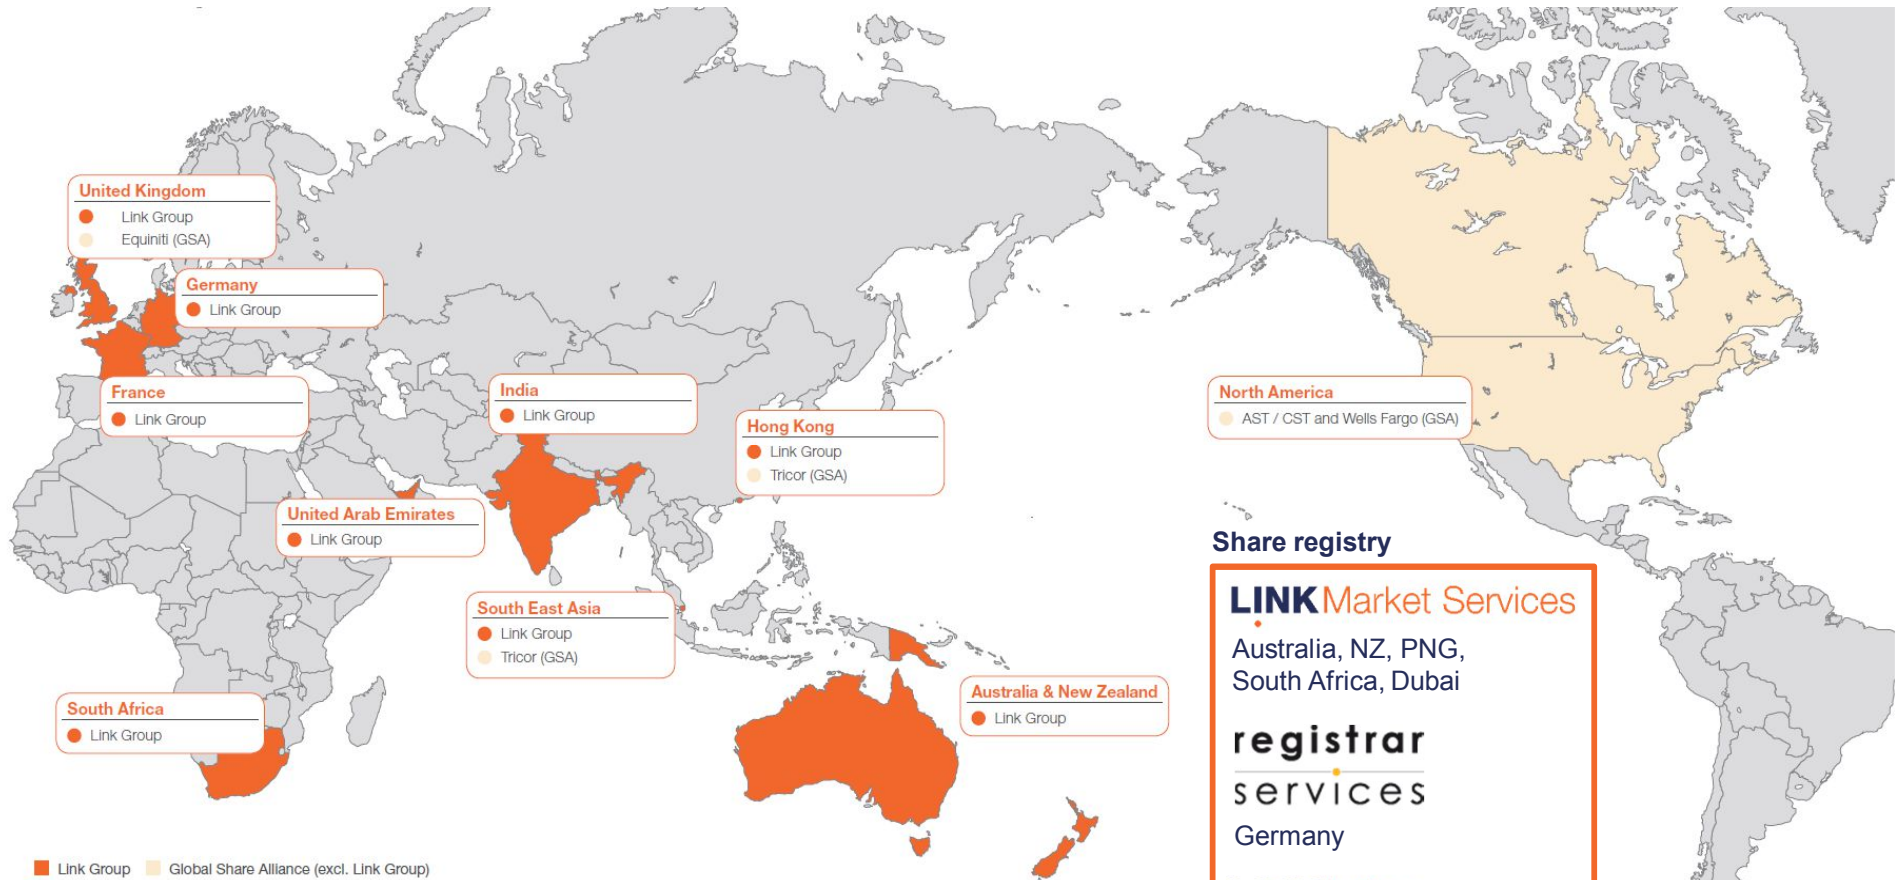 United Kingdom
Link Group
Equiniti (GSA)
Germany
Link Group
France
Link Group
India
Link Group
Hong Kong
Link Group
Tricor (GSA)
North America
AST / CST and Wells Fargo (GSA)
United Arab Emirates
Link Group
South East Asia
Link Group
Tricor (GSA)
Australia & New Zealand
Link Group
South Africa
Link Group
Share registry
LINK Market Services
Australia, NZ, PNG,
South Africa, Dubai
registrar
services
Germany
Link Group
Global Share Alliance (excl. Link Group)